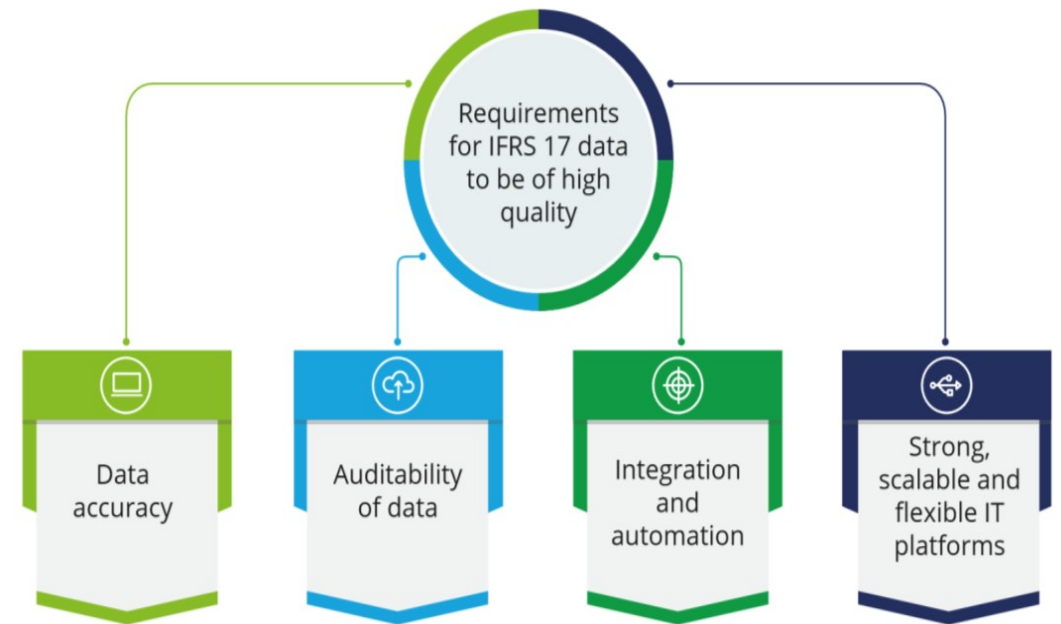 Requirements
for IFRS 17 data
to be of high
quality
Data
accuracy
Auditability
of data
Integration
and
automation
Strong,
scalable and
flexible IT
platforms